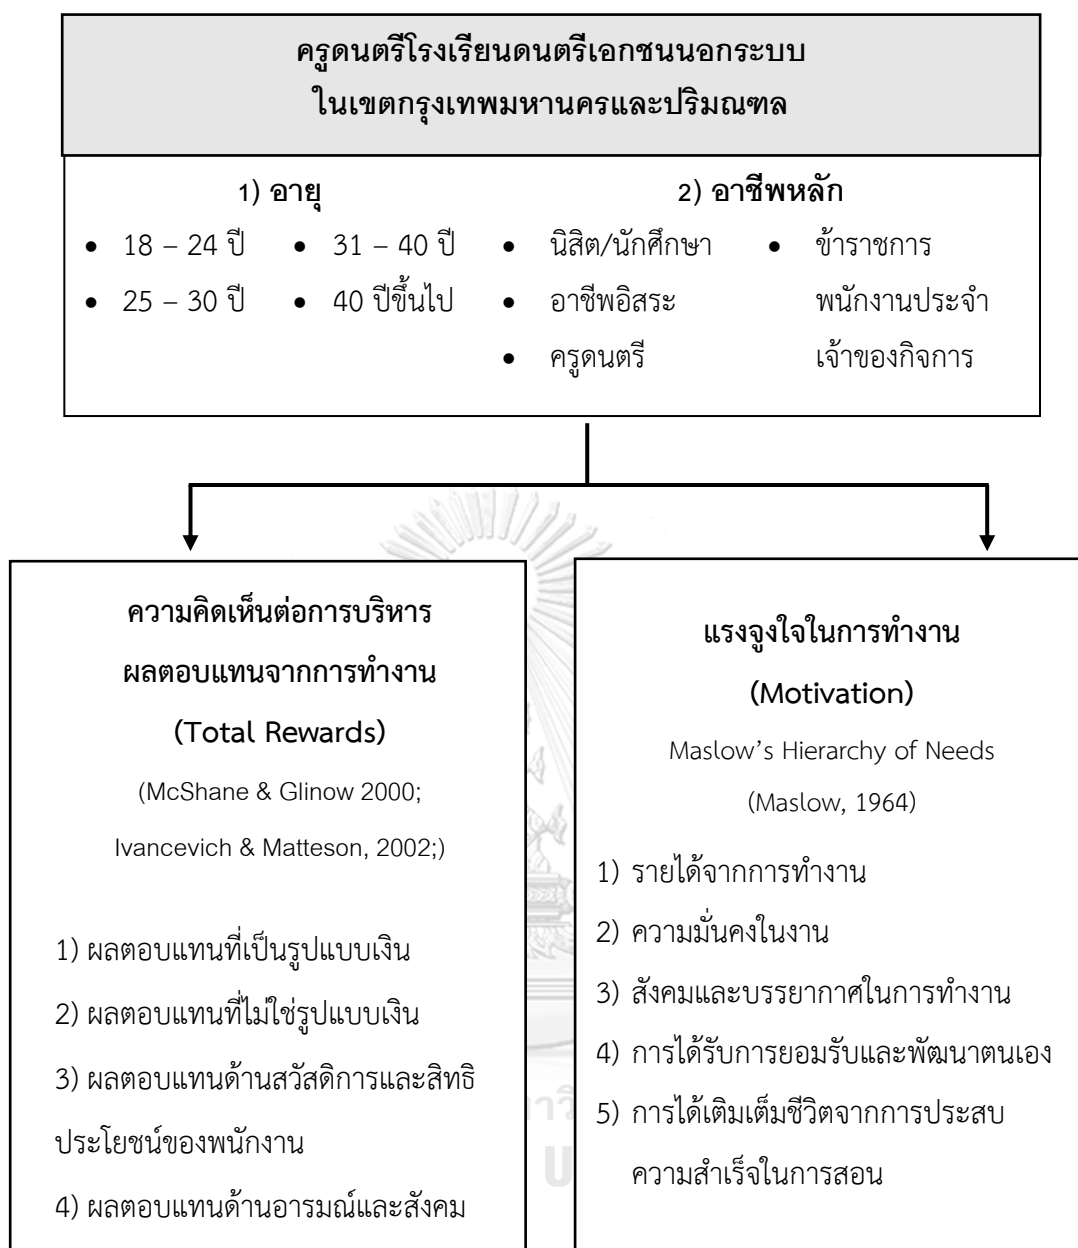 ครูดนตรีโรงเรียนดนตรีเอกชนนอกระบบ
ในเขตกรุงเทพมหานครและปริมณฑล
1) อายุ
• 18 – 24 ปี • 31 – 40 ปี
• 25 – 30 ปี • 40 ปีขึ้นไป
2) อาชีพหลัก
• นิสิต/นักศึกษา • ข้าราชการ
• อาชีพอิสระ พนักงานประจำ
• ครูดนตรี เจ้าของกิจการ
ความคิดเห็นต่อการบริหาร
ผลตอบแทนจากการทำงาน
(Total Rewards)
(McShane & Glinow 2000;
Ivancevich & Matteson, 2002;)
1) ผลตอบแทนที่เป็นรูปแบบเงิน
2) ผลตอบแทนที่ไม่ใช่รูปแบบเงิน
3) ผลตอบแทนด้านสวัสดิการและสิทธิ
ประโยชน์ของพนักงาน
4) ผลตอบแทนด้านอารมณ์และสังคม
แรงจูงใจในการทำงาน
(Motivation)
Maslow’s Hierarchy of Needs
(Maslow, 1964)
1) รายได้จากการทำงาน
2) ความมั่นคงในงาน
3) สังคมและบรรยากาศในการทำงาน
4) การได้รับการยอมรับและพัฒนาตนเอง
5) การได้เติมเต็มชีวิตจากการประสบ
ความสำเร็จในการสอน